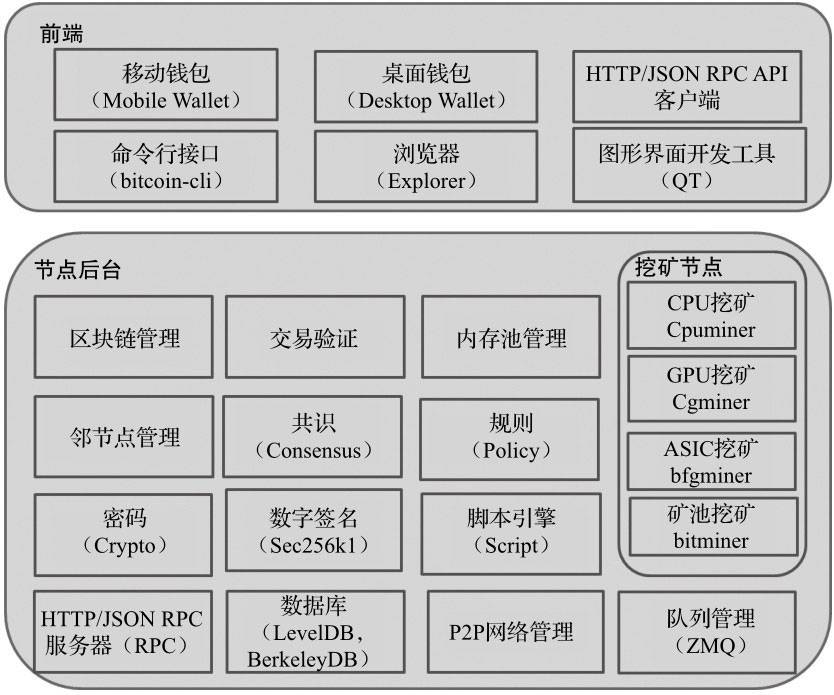 前端
移动钱包
（Mobile Wallet）
桌面钱包
（Desktop Wallet）
HTTP/JSON RPC API
客户端
命令行接口
（bitcoin-cli）
浏览器
（Explorer）
图形界面开发工具
（QT）
节点后台
区块链管理
交易验证
内存池管理
邻节点管理
共识
（Consensus）
规则
（Policy）
密码
（Crypto）
数字签名
（Sec256k1）
脚本引擎
（Script）
挖矿节点
CPU挖矿
Cpuminer
GPU挖矿
Cgminer
ASIC挖矿
bfgminer
矿池挖矿
bitminer
HTTP/JSON RPC
服务器（RPC）
数据库
（LevelDB，
BerkeleyDB）
P2P网络管理
队列管理
（ZMQ）